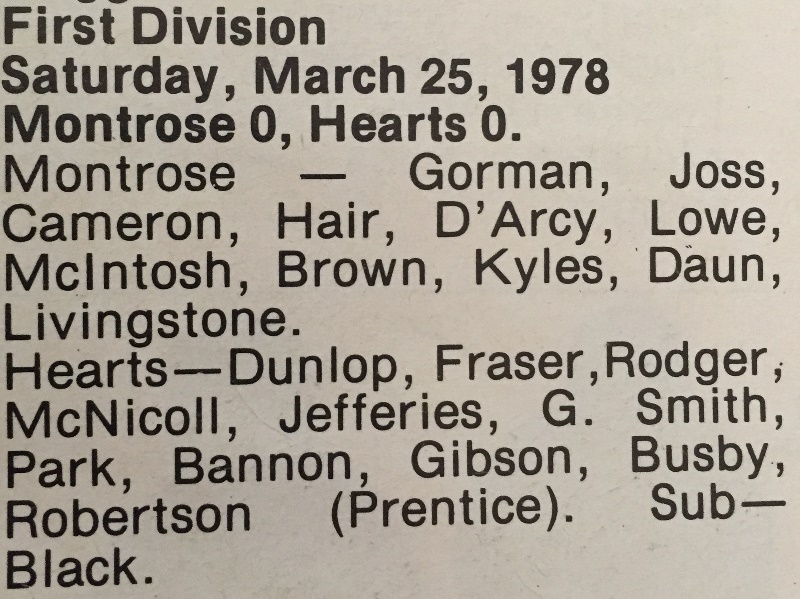 First Division
Saturday, March 25, 1978
Montrose 0, Hearts 0.
Montrose — Gorman, Joss,
Cameron, Hair, D'Arcy, Lowe,
McIntosh, Brown, Kyles, Daun,
Livingstone.
Hearts—Dunlop, Fraser,Rodger,
McNicoll, Jefferies, G. Smith,
Park, Bannon, Gibson, Busby,
Robertson (Prentice). Sub—
Black.